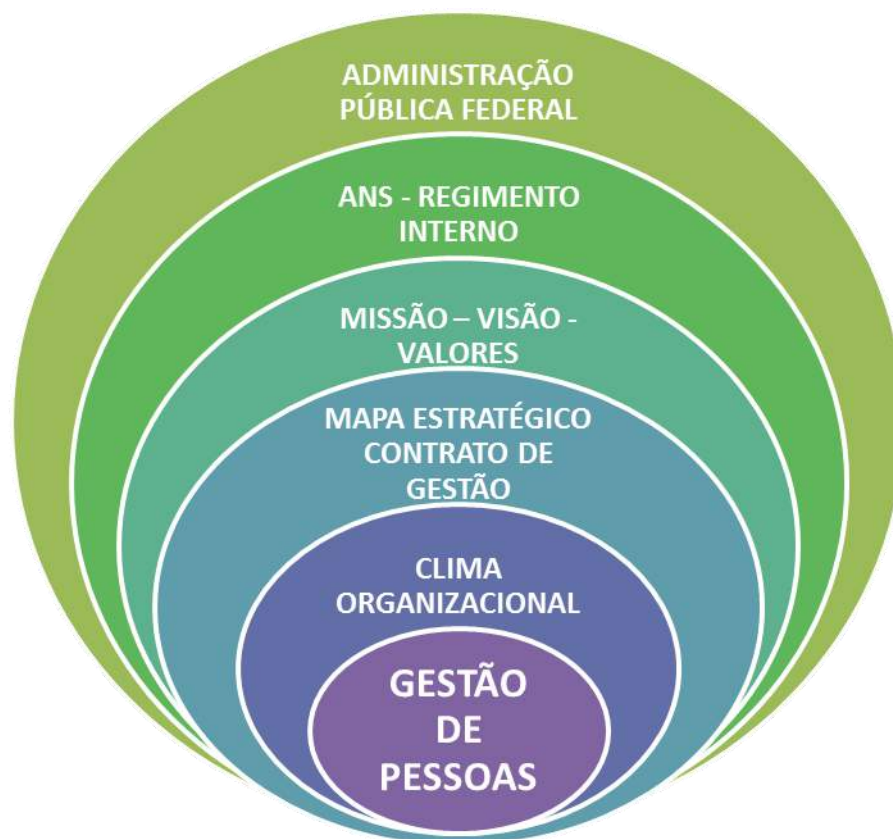 ADMINISTRAÇÃO
PÚBLICA FEDERAL
ANS - REGIMENTO
INTERNO
MISSÃO – VISÃO -
VALORES
MAPA ESTRATÉGICO
CONTRATO DE
GESTÃO
CLIMA
ORGANIZACIONAL
GESTÃO
DE
PESSOAS